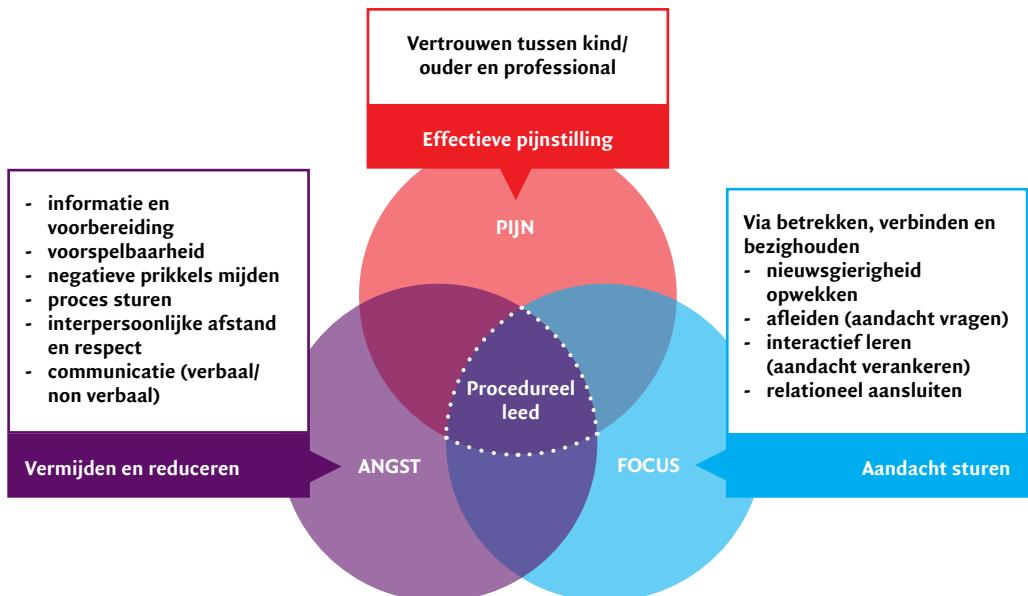 Vertrouwen tussen kind/
ouder en professional
Effectieve pijnstilling
PIJN
- informatie en
voorbereiding
- voorspelbaarheid
- negatieve prikkels mijden
- proces sturen
- interpersoonlijke afstand
en respect
- communicatie (verbaal/
non verbaal)
Vermijden en reduceren
ANGST
Procedureel
leed
FOCUS
Via betrekken, verbinden en
bezighouden
- nieuwsgierigheid
opwekken
- afleiden (aandacht vragen)
- interactief leren
(aandacht verankeren)
- relationeel aansluiten
Aandacht sturen